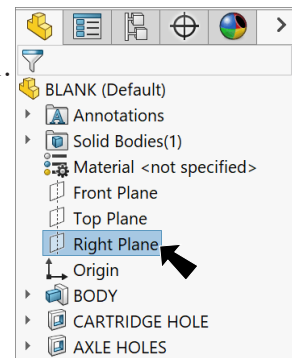 BLANK (Default)
Annotations
Solid Bodies(1)
Material <not specified>
Front Plane
Top Plane
Right Plane
Origin
BODY
CARTRIDGE HOLE
AXLE HOLES